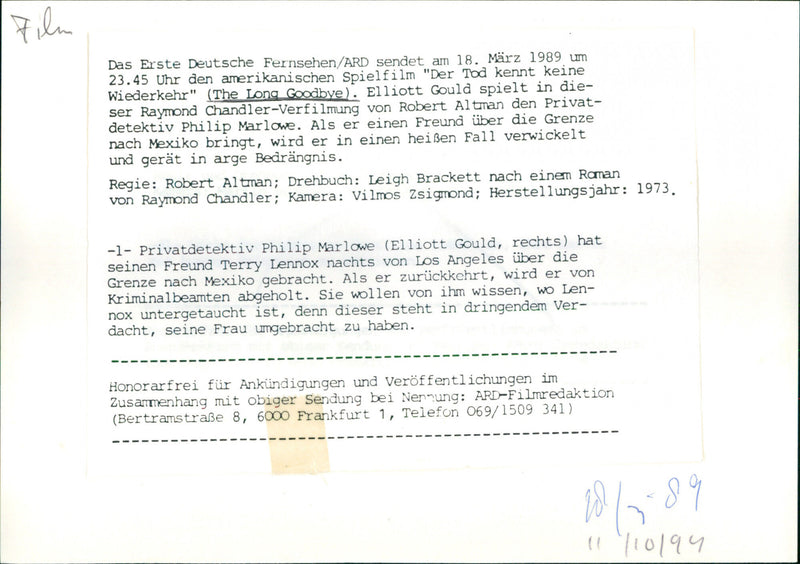 Film
Das Erste Deutsche Fernsehen/ARD sendet am 18. März 1989 um
23.45 Uhr den amerikanischen Spielfilm "Der Tod kennt keine
Wiederkehr" (The Long Goodbye). Elliott Gould spielt in die-
ser Raymond Chandler-Verfilmung von Robert Altman den Privat-
detektiv Philip Marlowe. Als er einen Freund über die Grenze
nach Mexiko bringt, wird er in einen heißen Fall verwickelt
und gerät in arge Bedrängnis.
Regie: Robert Altman; Drehbuch: Leigh Brackett nach einem Roman
von Raymond Chandler; Kamera: Vilmos Zsigmond; Herstellungsjahr: 1973.
-1- Privatdetektiv Philip Marlowe (Elliott Gould, rechts) hat
seinen Freund Terry Lennox nachts von Los Angeles über die
Grenze nach Mexiko gebracht. Als er zurückkehrt, wird er von
Kriminalbeamten abgeholt. Sie wollen von ihm wissen, wo Len-
nox untergetaucht ist, denn dieser steht in dringendem Ver-
dacht, seine Frau umgebracht zu haben.
Honorarfrei für Ankündigungen und Veröffentlichungen im
Zusammenhang mit obiger Sendung bei Nennung: ARD-Filmredaktion
(Bertramstraße 8, 6000 Frankfurt 1, Telefon 069/1509 341)
89
11/10/94